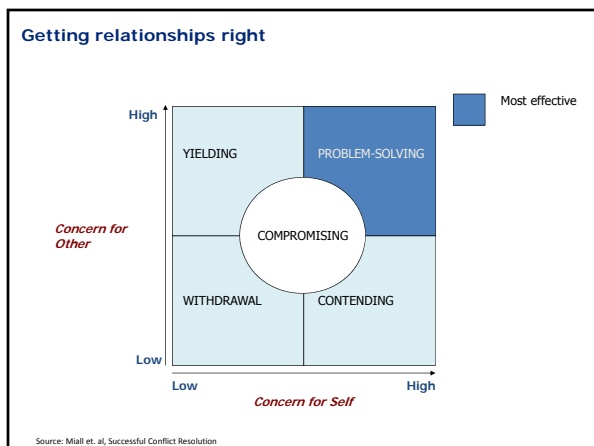 Getting relationships right
Most effective
High
YIELDING
PROBLEM-SOLVING
Concern for
Other
COMPROMISING
WITHDRAWAL
CONTENDING
Low
Low
High
Concern for Self
Source: Miall et. al, Successful Conflict Resolution